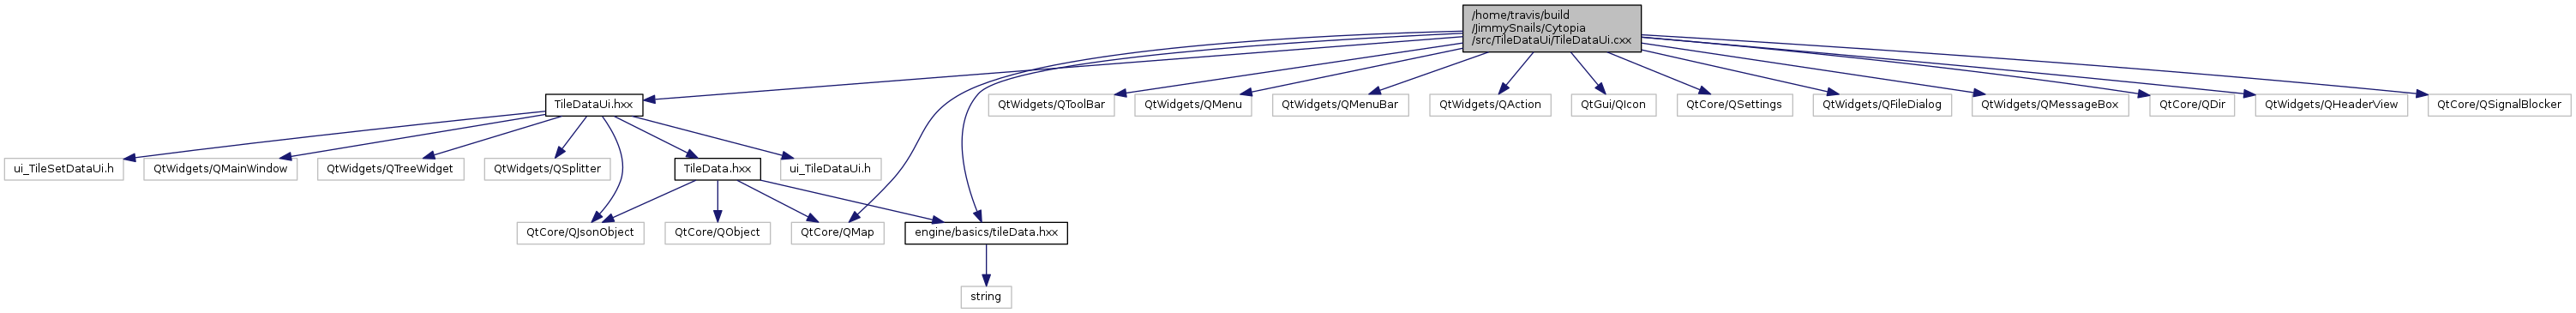 /home/travis/build
/JimmySnails/Cytopia
/src/TileDataUi/TileDataUi.cxx
TileDataUi.hxx
QtWidgets/QToolBar
QtWidgets/QMenu
QtWidgets/QMenuBar
QtWidgets/QAction
QtGui/QIcon
QtCore/QSettings
QtWidgets/QFileDialog
QtWidgets/QMessageBox
QtCore/QDir
QtWidgets/QHeaderView
QtCore/QSignalBlocker
ui_TileSetDataUi.h
QtWidgets/QMainWindow
QtWidgets/QTreeWidget
QtWidgets/QSplitter
TileData.hxx
ui_TileDataUi.h
QtCore/QJsonObject
QtCore/QObject
QtCore/QMap
engine/basics/tileData.hxx
string